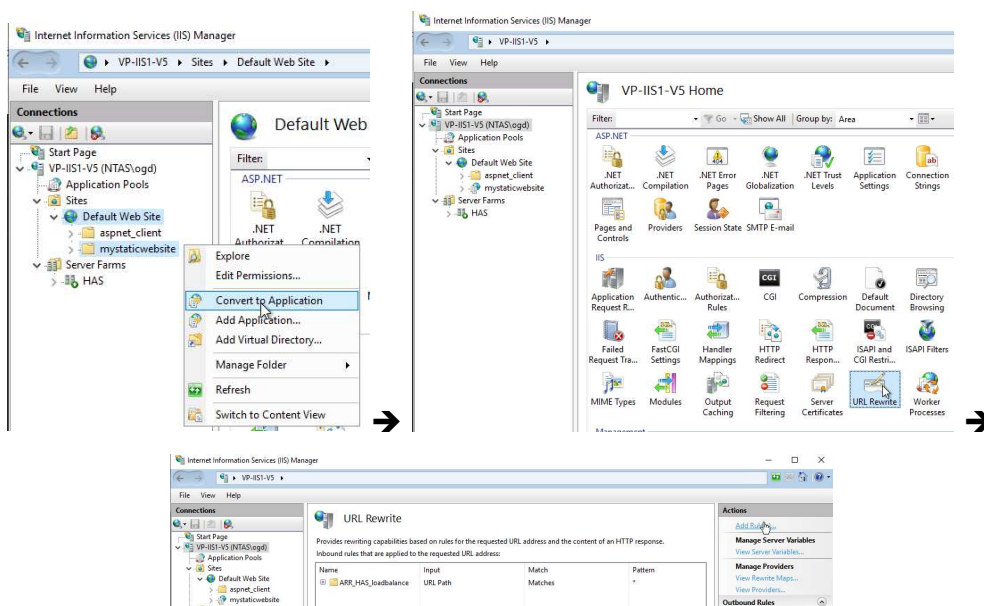 Internet Information Services (IIS) Manager
VP-IIS1-V5 Sites Default Web Site
File View Help
Connections
Start Page
VP-IIS1-V5 (NTAS\ogd)
Application Pools
Sites
Default Web Site
aspnet_client
mystaticwebsite
Server Farms
HAS
Default Web
Filter:
ASP.NET
.NET Authorizat
.NET Compilation
Explore
Edit Permissions...
Convert to Application
Add Application...
Add Virtual Directory...
Manage Folder
Refresh
Switch to Content View
Internet Information Services (IIS) Manager
VP-IIS1-V5
File View Help
Connections
Start Page
VP-IIS1-V5 (NTAS\ogd)
Application Pools
Sites
Default Web Site
aspnet_client
mystaticwebsite
Server Farms
HAS
VP-IIS1-V5 Home
Filter: Go Show All Group by: Area
ASP.NET
.NET Authorizat...
.NET Compilation
.NET Error Pages
.NET Globalization
.NET Trust Levels
Application Settings
Connection Strings
Pages and Controls
Providers
Session State
SMTP E-mail
IIS
Application Request R...
Authentic...
Authorizat... Rules
CGI
Compression
Default Document
Directory Browsing
Failed Request Tra...
FastCGI Settings
Handler Mappings
HTTP Redirect
HTTP Respon...
ISAPI and CGI Restri...
ISAPI Filters
MIME Types
Modules
Output Caching
Request Filtering
Server Certificates
URL Rewrite
Worker Processes
Management
Internet Information Services (IIS) Manager
VP-IIS1-V5
File View Help
Connections
Start Page
VP-IIS1-V5 (NTAS\ogd)
Application Pools
Sites
Default Web Site
aspnet_client
mystaticwebsite
URL Rewrite
Provides rewriting capabilities based on rules for the requested URL address and the content of an HTTP response.
Inbound rules that are applied to the requested URL address:
Name Input Match Pattern
ARR_HAS_loadbalance URL Path Matches *
Actions
Add
Manage Server Variables
View Server Variables...
Manage Providers
View Rewrite Maps...
View Providers...
Outbound Rules